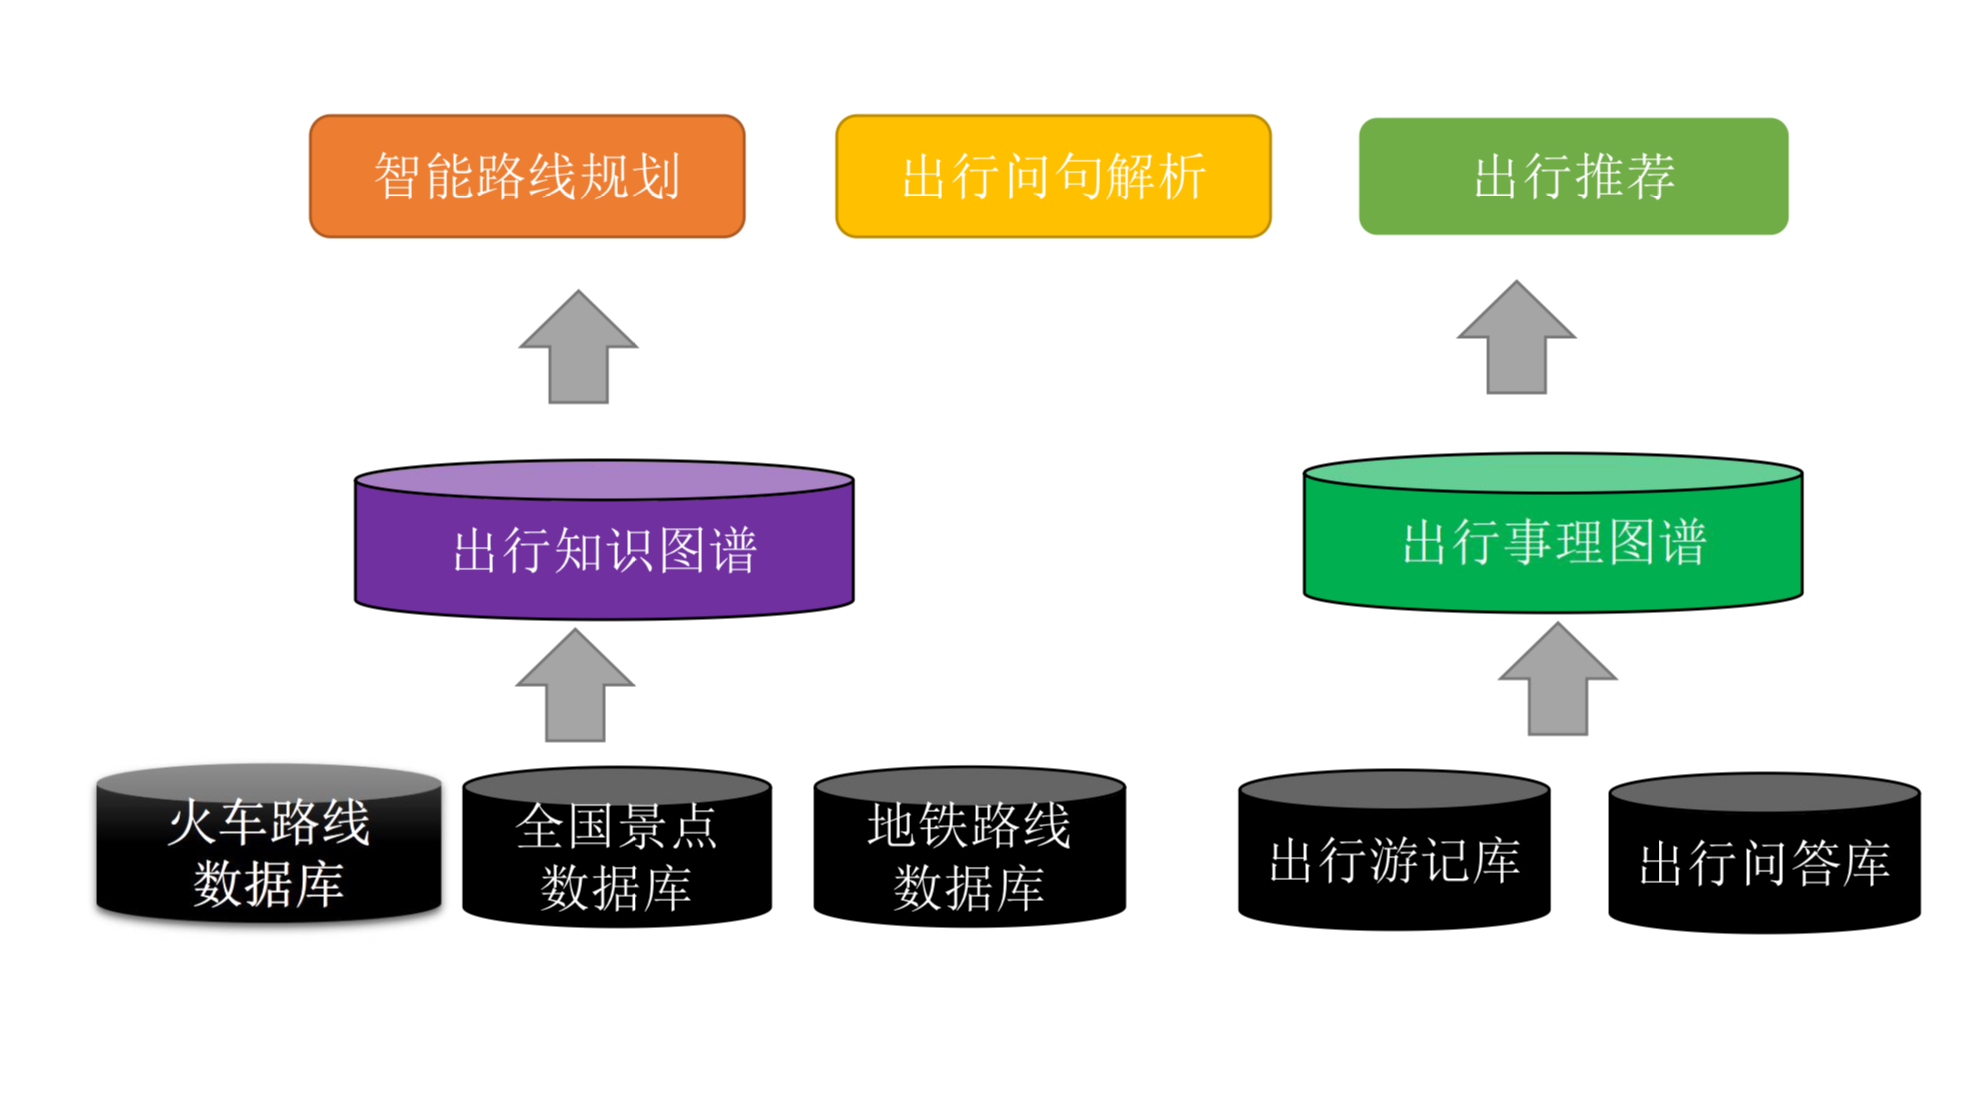 智能路线规划
出行问句解析
出行推荐
出行知识图谱
出行事理图谱
火车路线
数据库
全国景点
数据库
地铁路线
数据库
出行游记库
出行问答库